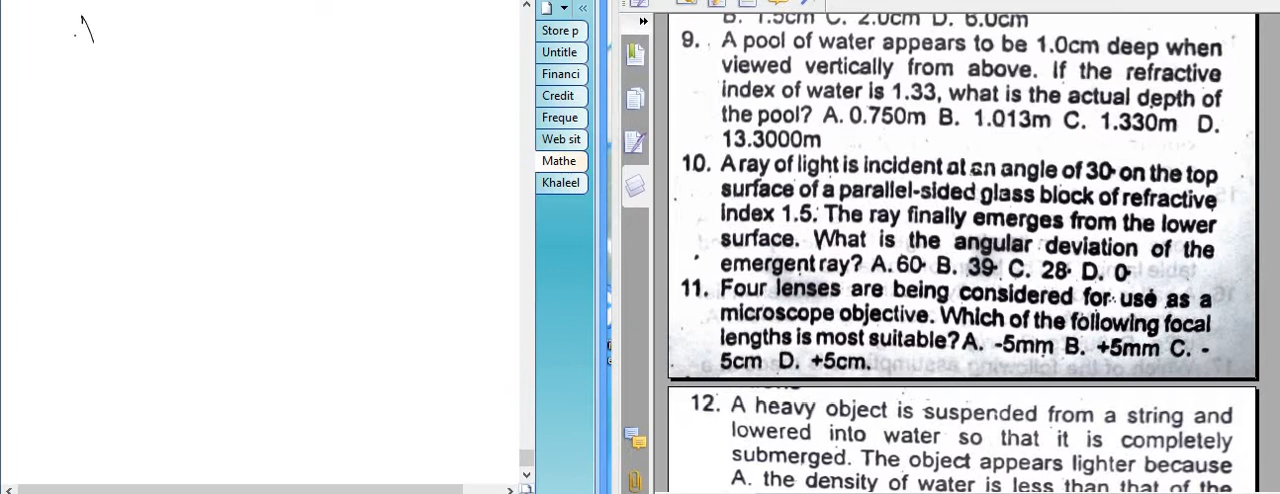 Store p
Untitle
Financi
Credit
Freque
Web sit
Mathe
Khaleel
B. 1.5cm C. 2.0cm D. 6.0cm
9. A pool of water appears to be 1.0cm deep when
viewed vertically from above. If the refractive
index of water is 1.33, what is the actual depth of
the pool? A. 0.750m B. 1.013m C. 1.330m D.
13.3000m
10. A ray of light is incident at an angle of 30· on the top
surface of a parallel-sided glass block of refractive
index 1.5. The ray finally emerges from the lower
surface. What is the angular deviation of the
emergent ray? A. 60· B. 39· C. 28· D. 0·
11. Four lenses are being considered for use as a
microscope objective. Which of the following focal
lengths is most suitable? A. -5mm B. +5mm C. -
5cm D. +5cm.
12. A heavy object is suspended from a string and
lowered into water so that it is completely
submerged. The object appears lighter because
A. the density of water is less than that of the